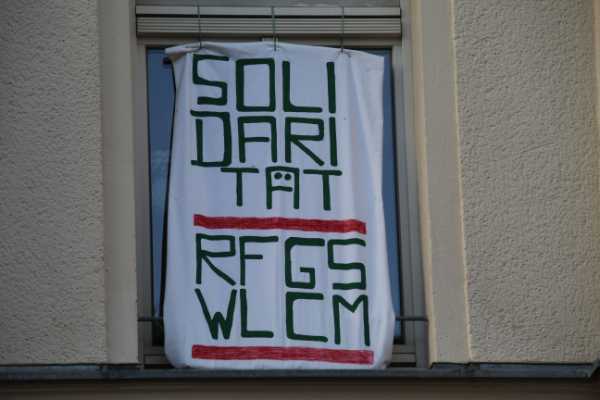 SOLI
DARI
TÄT
RFGS
WLCM